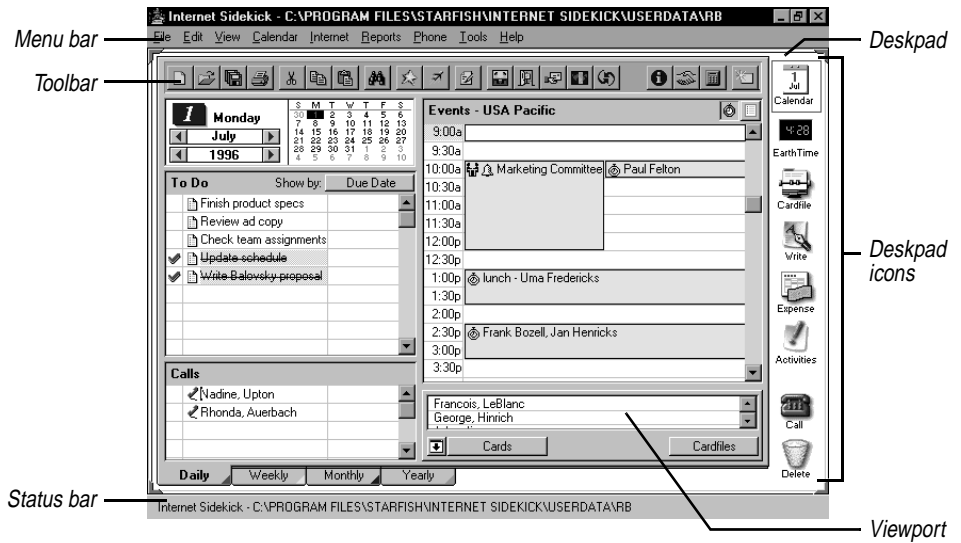 Internet Sidekick - C:\PROGRAM FILES\STARFISH\INTERNET SIDEKICK\USERDATA\RB
Menu bar
File Edit View Calendar Internet Reports Phone Tools Help
Deskpad
Toolbar
1
Jul
Calendar
1 Monday
July
1996
S M T W T F S
30 1 2 3 4 5 6
7 8 9 10 11 12 13
14 15 16 17 18 19 20
21 22 23 24 25 26 27
28 29 30 31 1 2 3
4 5 6 7 8 9 10
Events - USA Pacific
9:00a
9:30a
10:00a Marketing Committee Paul Felton
10:30a
11:00a
11:30a
12:00p
12:30p
1:00p lunch - Uma Fredericks
1:30p
2:00p
2:30p Frank Bozell, Jan Henricks
3:00p
3:30p
4:28
EarthTime
Cardfile
Write
Expense
Activities
Call
Delete
Deskpad
icons
To Do Show by: Due Date
Finish product specs
Review ad copy
Check team assignments
Update schedule
Write Balovsky proposal
Calls
Nadine, Upton
Rhonda, Auerbach
Francois, LeBlanc
George, Hinrich
Cards Cardfiles
Daily Weekly Monthly Yearly
Status bar
Internet Sidekick - C:\PROGRAM FILES\STARFISH\INTERNET SIDEKICK\USERDATA\RB
Viewport